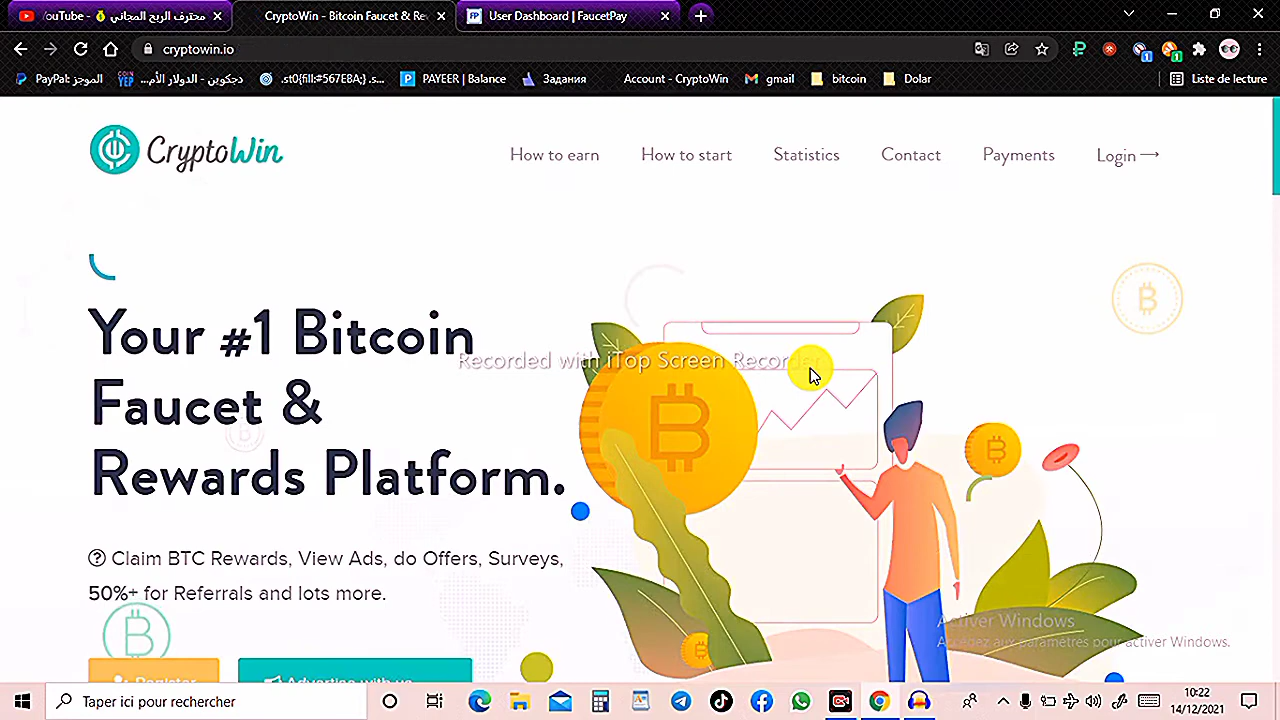 YouTube - 💰 محترف الربح المجاني
CryptoWin - Bitcoin Faucet & Re
User Dashboard | FaucetPay
cryptowin.io
PayPal: الموجز
دجكوين - الدولار الأم...
.st0{fill:#567EBA;} .s...
PAYEER | Balance
Задания
Account - CryptoWin
gmail
bitcoin
Dolar
Liste de lecture
CryptoWin
How to earn
How to start
Statistics
Contact
Payments
Login
Your #1 Bitcoin
Faucet &
Rewards Platform.
Recorded with iTop Screen Recorder
Claim BTC Rewards, View Ads, do Offers, Surveys,
50%+ for Referrals and lots more.
Register
Advertise with us
Activer Windows
Accédez aux paramètres pour activer Windows.
Taper ici pour rechercher
10:22
14/12/2021